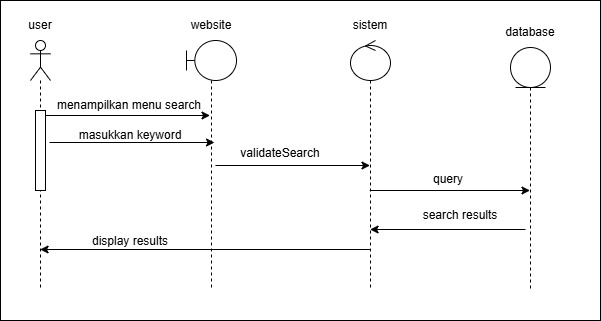 user
website
sistem
database
menampilkan menu search
masukkan keyword
validateSearch
query
search results
display results